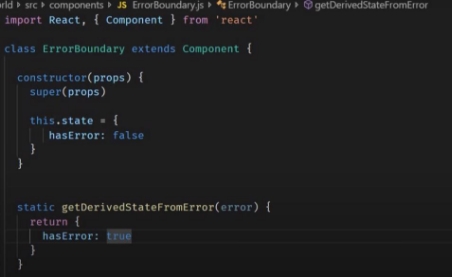 rld > src > components > JS ErrorBoundary.js > ErrorBoundary > getDerivedStateFromError
import React, { Component } from 'react'
class ErrorBoundary extends Component {
constructor(props) {
super(props)
this.state = {
hasError: false
}
}
static getDerivedStateFromError(error) {
return {
hasError: true
}
}